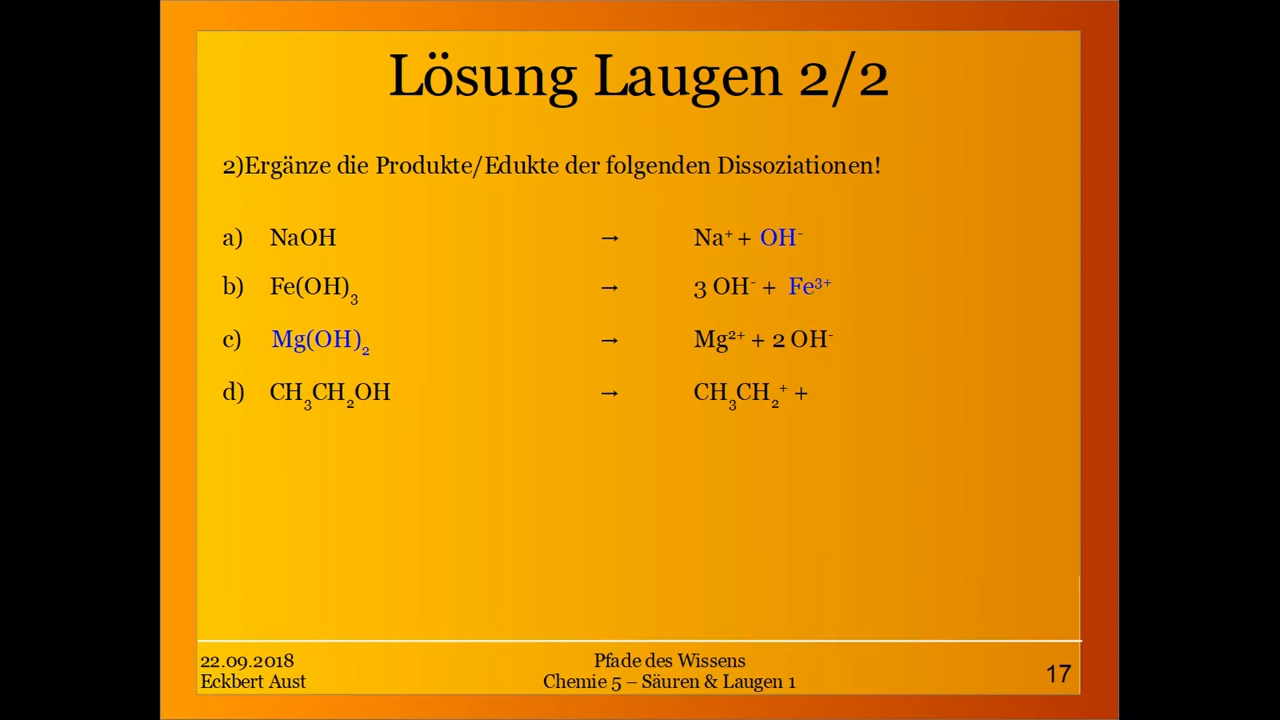 Lösung Laugen 2/2
2)Ergänze die Produkte/Edukte der folgenden Dissoziationen!
a) NaOH → Na⁺ + OH⁻
b) Fe(OH)₃ → 3 OH⁻ + Fe³⁺
c) Mg(OH)₂ → Mg²⁺ + 2 OH⁻
d) CH₃CH₂OH → CH₃CH₂⁺ +
22.09.2018
Eckbert Aust
Pfade des Wissens
Chemie 5 – Säuren & Laugen 1
17